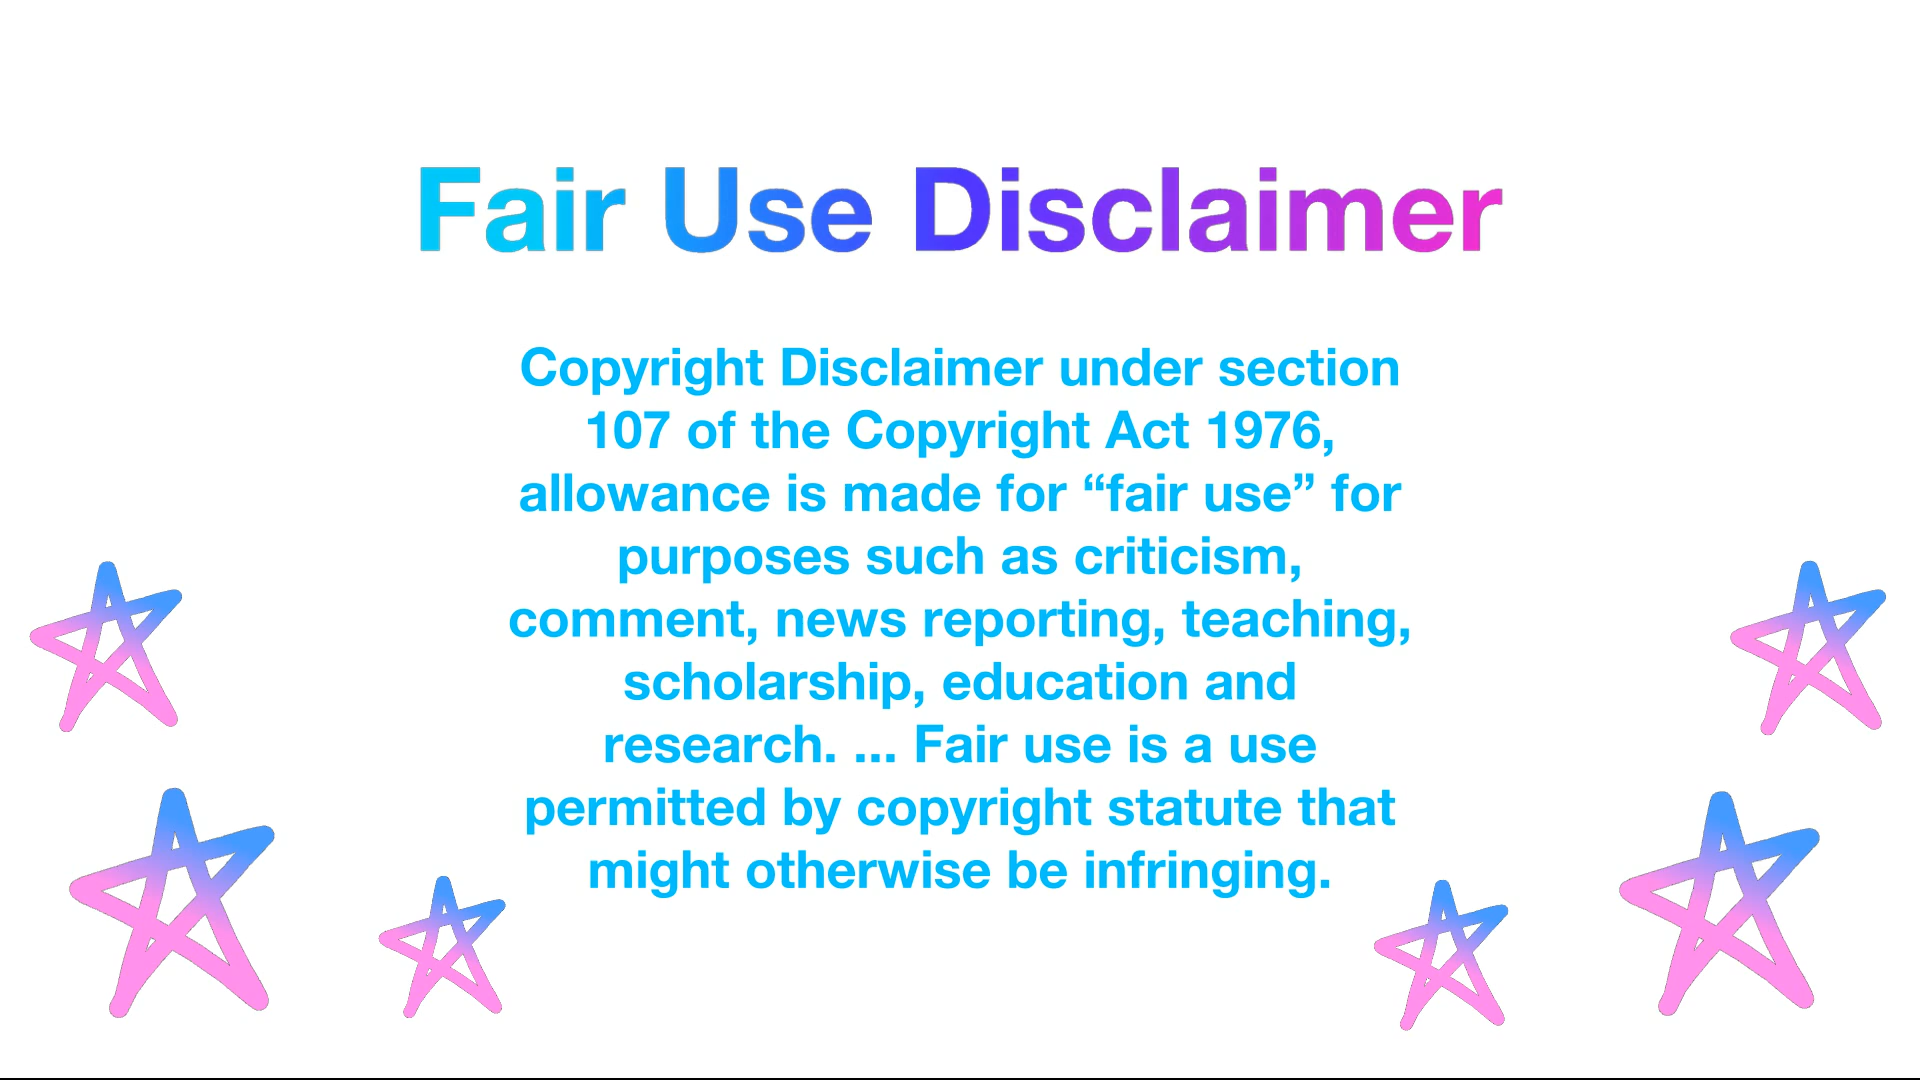 Fair Use Disclaimer
Copyright Disclaimer under section
107 of the Copyright Act 1976,
allowance is made for “fair use” for
purposes such as criticism,
comment, news reporting, teaching,
scholarship, education and
research. ... Fair use is a use
permitted by copyright statute that
might otherwise be infringing.